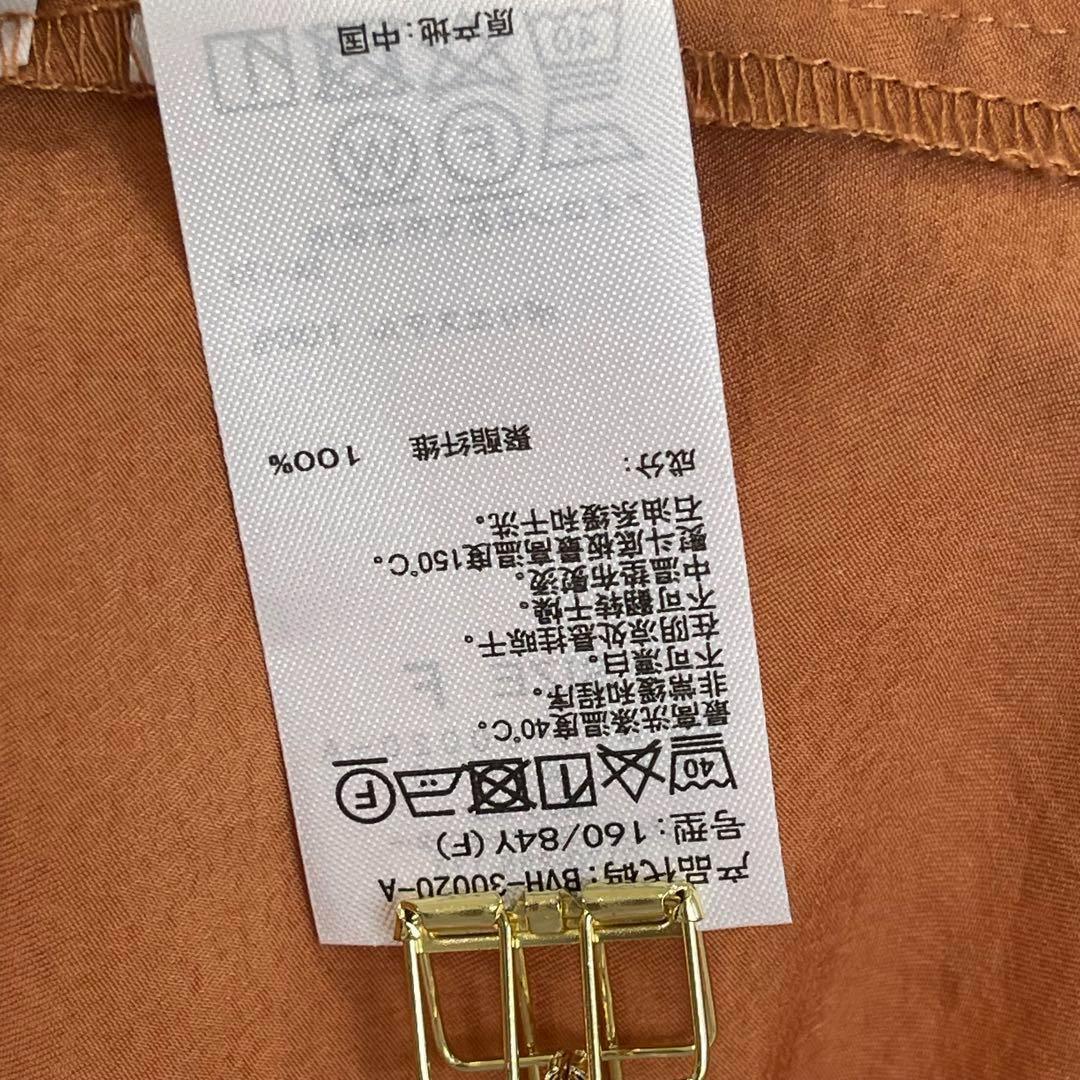 产品代码:BVH-30020-A
号型:160/84Y (F)
40 F
最高洗涤温度40℃。
非常缓和程序。
不可漂白。
在阴凉处悬挂晾干。
不可翻转干燥。
中温垫布熨烫。
熨斗底板最高温度150℃。
石油系缓和干洗。
成分:
聚酯纤维 100%
原产地:中国